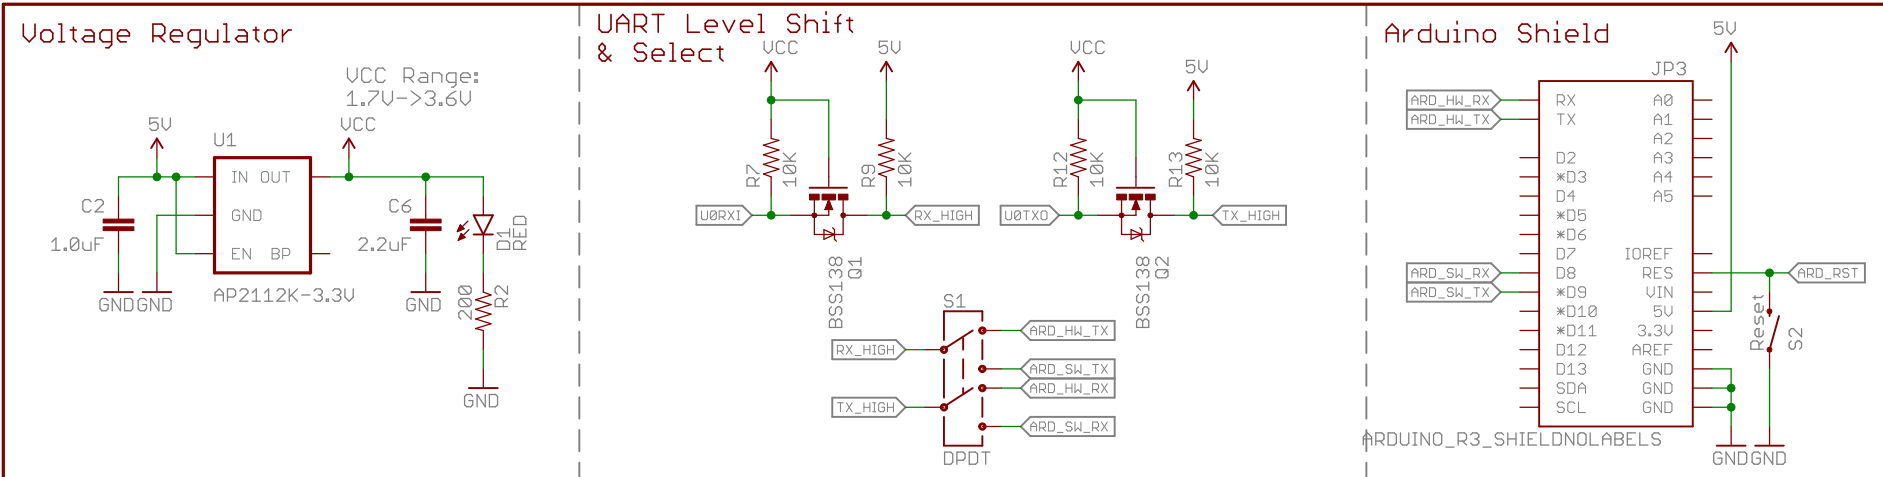 Voltage Regulator
VCC Range:
1.7V->3.6V
5V
U1
VCC
IN OUT
GND
EN BP
C2
1.0uF
C6
2.2uF
D1
RED
GND
GND
AP2112K-3.3V
GND
200
R2
GND
UART Level Shift
& Select
VCC
5V
R7
10K
R9
10K
U0RXI
RX_HIGH
BSS138
Q1
VCC
5V
R12
10K
R13
10K
U0TXO
TX_HIGH
BSS138
Q2
S1
RX_HIGH
TX_HIGH
ARD_HW_TX
ARD_SW_TX
ARD_HW_RX
ARD_SW_RX
DPDT
Arduino Shield
5V
JP3
ARD_HW_RX
ARD_HW_TX
ARD_SW_RX
ARD_SW_TX
RX
TX
D2
*D3
D4
*D5
*D6
D7
D8
*D9
*D10
*D11
D12
D13
SDA
SCL
A0
A1
A2
A3
A4
A5
IOREF
RES
VIN
5V
3.3V
AREF
GND
GND
GND
ARD_RST
Reset
S2
ARDUINO_R3_SHIELDNOLABELS
GND
GND